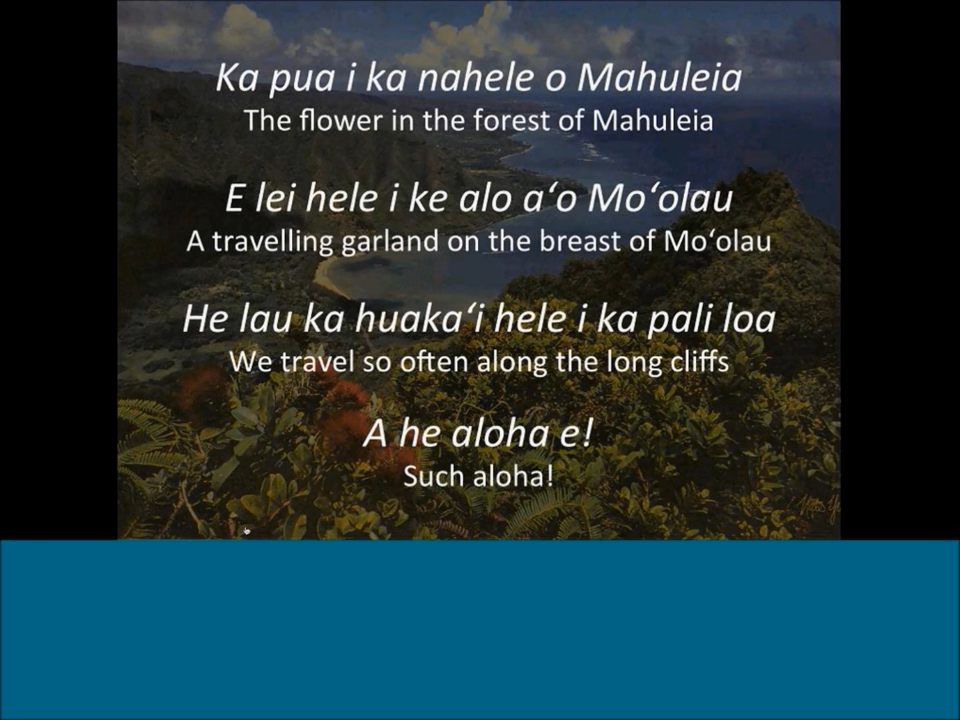 Ka pua i ka nahele o Mahuleia
The flower in the forest of Mahuleia
E lei hele i ke alo a‘o Mo‘olau
A travelling garland on the breast of Mo‘olau
He lau ka huaka‘i hele i ka pali loa
We travel so often along the long cliffs
A he aloha e!
Such aloha!